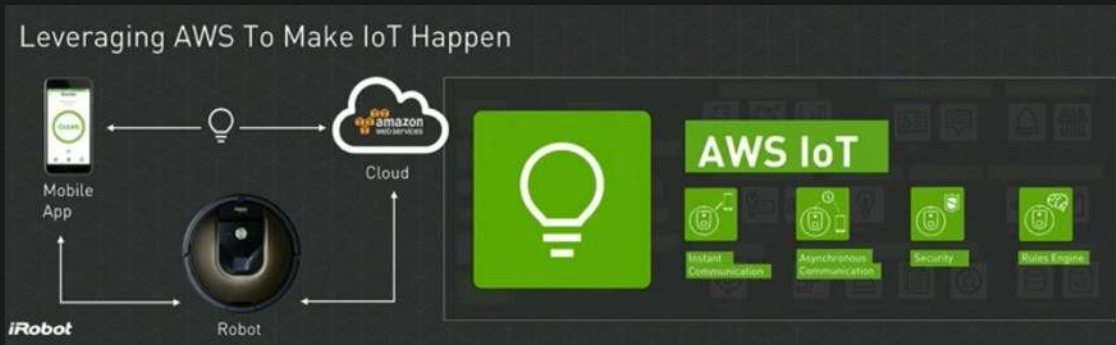 Leveraging AWS To Make IoT Happen
CLEAN
Mobile
App
amazon
web services
Cloud
Robot
iRobot
AWS IoT
Instant
Communication
Asynchronous
Communication
Security
Rules Engine